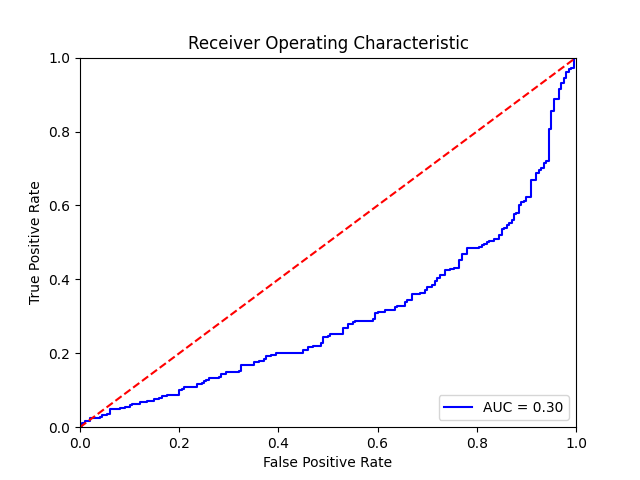 Receiver Operating Characteristic
True Positive Rate
1.0
0.8
0.6
0.4
0.2
0.0
AUC = 0.30
0.0 0.2 0.4 0.6 0.8 1.0
False Positive Rate